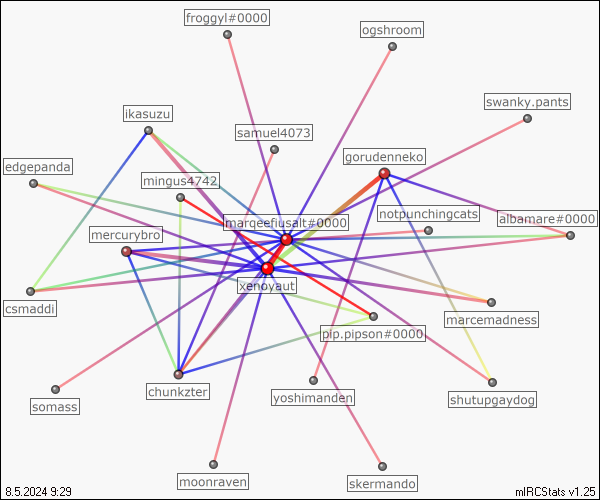 froggyl#0000
ogshroom
swanky.pants
ikasuzu
samuel4073
gorudenneko
edgepanda
mingus4742
notpunchingcats
albamare#0000
marqeefiusalt#0000
mercurybro
xenoyaut
csmaddi
marcemadness
pip.pipson#0000
chunkzter
yoshimanden
shutupgaydog
somass
moonraven
skermando
8.5.2024 9:29
mIRCStats v1.25